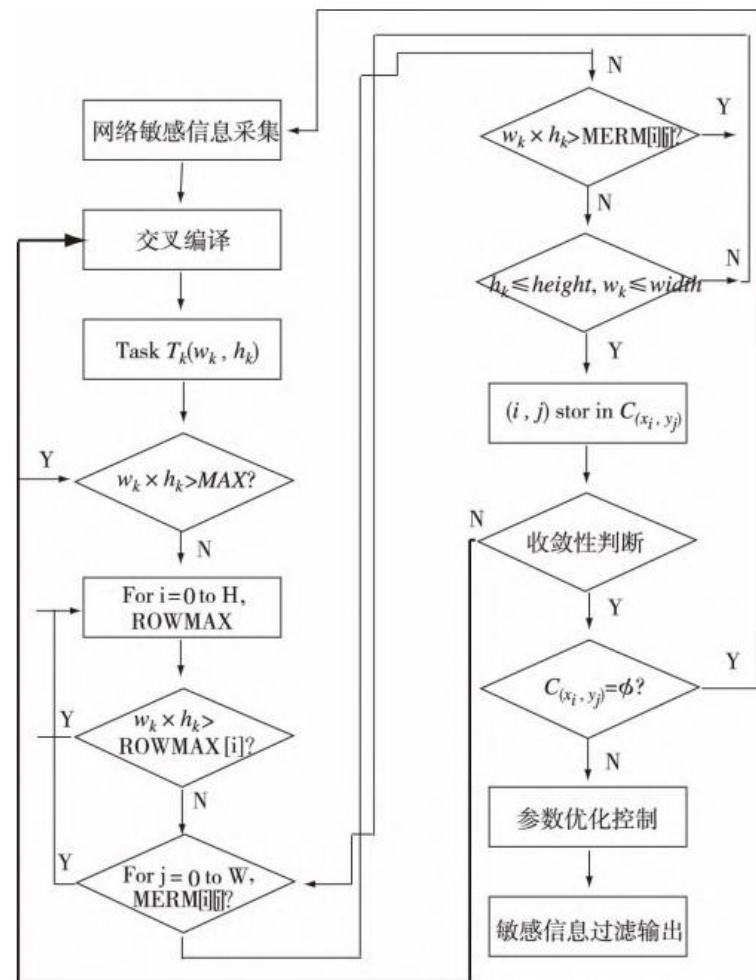 网络敏感信息采集
交叉编译
Task T_k(w_k, h_k)
Y
w_k × h_k>MAX?
N
For i=0 to H,
ROWMAX
Y
w_k × h_k>
ROWMAX [i]?
N
Y
For j=0 to W,
MERM[i][j]?
N
w_k × h_k>MERM[i][j]?
Y
N
h_k≤height, w_k≤width
N
Y
(i, j) stor in C_(x_i, y_j)
N
收敛性判断
Y
C_(x_i, y_j)=ϕ?
Y
N
参数优化控制
敏感信息过滤输出